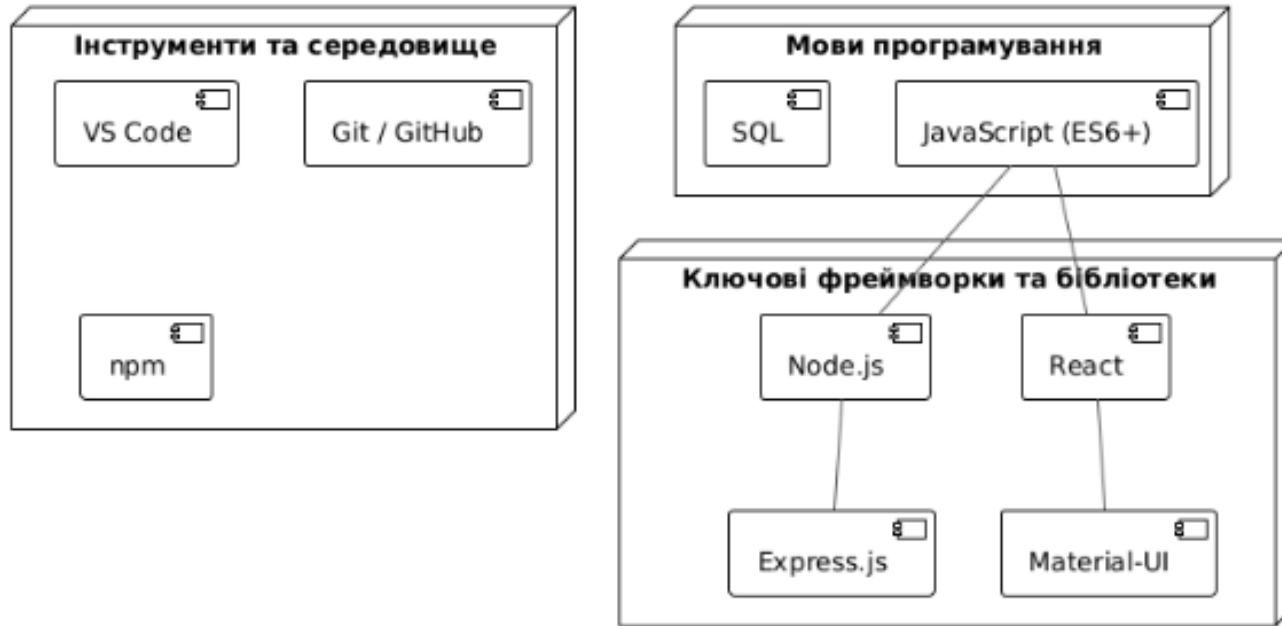 Інструменти та середовище
VS Code
Git / GitHub
npm
Мови програмування
SQL
JavaScript (ES6+)
Ключові фреймворки та бібліотеки
Node.js
React
Express.js
Material-UI